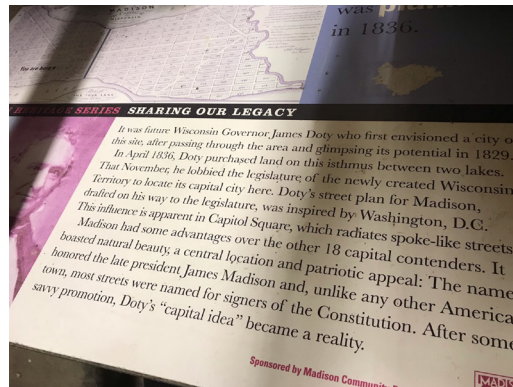 MADISON
was plan
in 1836.
HERITAGE SERIES SHARING OUR LEGACY
It was future Wisconsin Governor James Doty who first envisioned a city o
this site, after passing through the area and glimpsing its potential in 1829.
In April 1836, Doty purchased land on this isthmus between two lakes.
That November, he lobbied the legislature of the newly created Wisconsin
Territory to locate its capital city here. Doty's street plan for Madison,
drafted on his way to the legislature, was inspired by Washington, D.C.
This influence is apparent in Capitol Square, which radiates spoke-like streets
Madison had some advantages over the other 18 capital contenders. It
boasted natural beauty, a central location and patriotic appeal: The name
honored the late president James Madison and, unlike any other America
town, most streets were named for signers of the Constitution. After some
savvy promotion, Doty's "capital idea" became a reality.
Sponsored by Madison Community
MADI